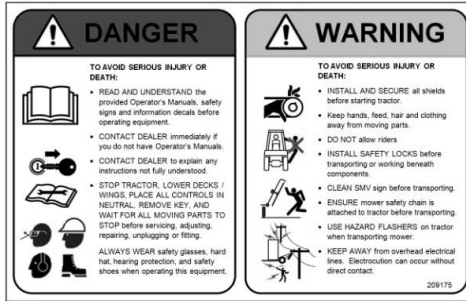 DANGER
TO AVOID SERIOUS INJURY OR
DEATH:
• READ AND UNDERSTAND the
provided Operator's Manuals, safety
signs and information decals before
operating equipment.
• CONTACT DEALER immediately if
you do not have Operator's Manuals.
• CONTACT DEALER to explain any
instructions not fully understood.
• STOP TRACTOR, LOWER DECKS /
WINGS, PLACE ALL CONTROLS IN
NEUTRAL, REMOVE KEY, AND
WAIT FOR ALL MOVING PARTS TO
STOP before servicing, adjusting,
repairing, unplugging or fitting.
ALWAYS WEAR safety glasses, hard
hat, hearing protection, and safety
shoes when operating this equipment.
WARNING
TO AVOID SERIOUS INJURY OR
DEATH:
• INSTALL AND SECURE all shields
before starting tractor.
• Keep hands, feed, hair and clothing
away from moving parts.
• DO NOT allow riders
• INSTALL SAFETY LOCKS before
transporting or working beneath
components.
• CLEAN SMV sign before transporting.
• ENSURE mower safety chain is
attached to tractor before transporting.
• USE HAZARD FLASHERS on tractor
when transporting mower.
• KEEP AWAY from overhead electrical
lines. Electrocution can occur without
direct contact.
209175